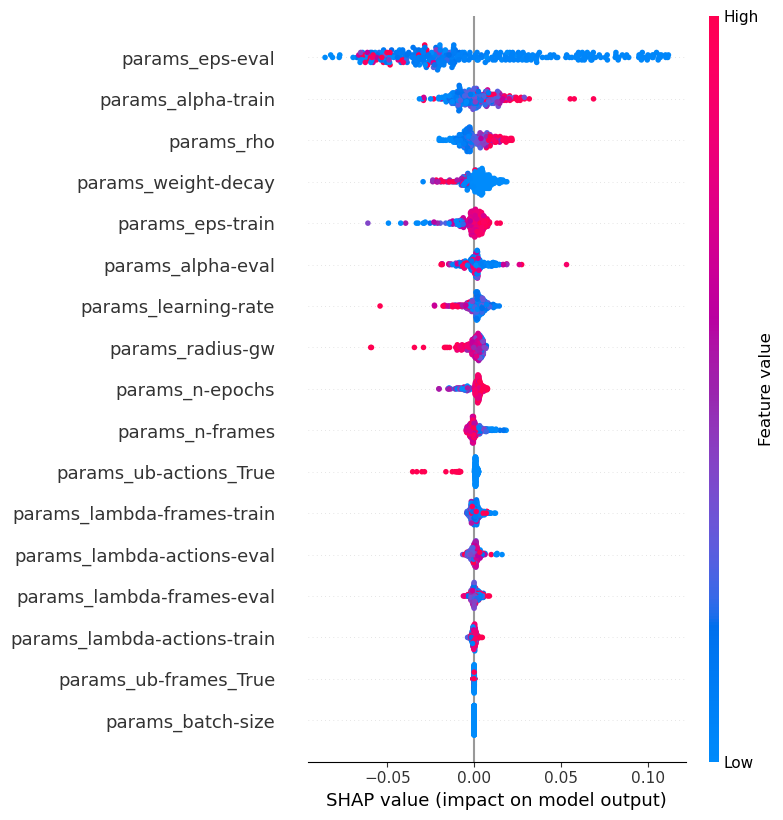 High
params_eps-eval
params_alpha-train
params_rho
params_weight-decay
params_eps-train
params_alpha-eval
params_learning-rate
params_radius-gw
params_n-epochs
params_n-frames
params_ub-actions_True
params_lambda-frames-train
params_lambda-actions-eval
params_lambda-frames-eval
params_lambda-actions-train
params_ub-frames_True
params_batch-size
Feature value
Low
−0.05 0.00 0.05 0.10
SHAP value (impact on model output)